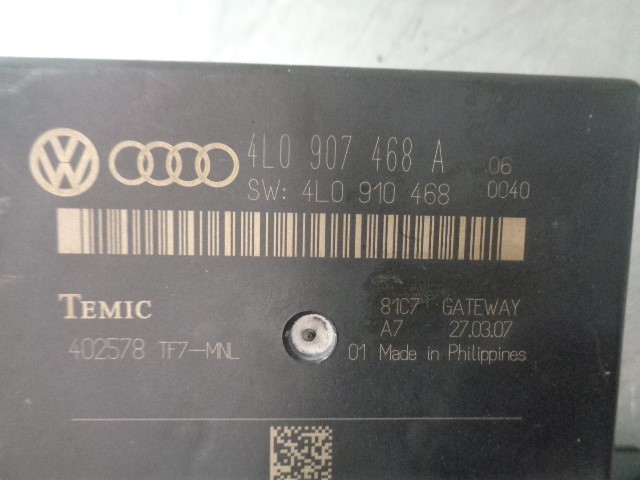 4L0 907 468 A 06
SW: 4L0 910 468 0040
TEMIC 81C7 GATEWAY
A7 27.03.07
402578 TF7-MNL 01 Made in Philippines